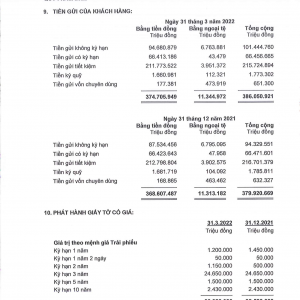 9. TIỀN GỬI CỦA KHÁCH HÀNG:
Ngày 31 tháng 3 năm 2022
Bằng tiền đồng Bằng ngoại tệ Tổng cộng
Triệu đồng Triệu đồng Triệu đồng
Tiền gửi không kỳ hạn 94.680.879 6.763.881 101.444.760
Tiền gửi có kỳ hạn 66.413.186 43.479 66.456.665
Tiền gửi tiết kiệm 211.773.522 3.951.372 215.724.894
Tiền ký quỹ 1.660.981 112.321 1.773.302
Tiền gửi vốn chuyên dùng 177.381 473.919 651.300
374.705.949 11.344.972 386.050.921
Ngày 31 tháng 12 năm 2021
Bằng tiền đồng Bằng ngoại tệ Tổng cộng
Triệu đồng Triệu đồng Triệu đồng
Tiền gửi không kỳ hạn 87.534.456 6.795.095 94.329.551
Tiền gửi có kỳ hạn 66.423.643 47.958 66.471.601
Tiền gửi tiết kiệm 212.798.804 3.902.575 216.701.379
Tiền ký quỹ 1.681.719 104.092 1.785.811
Tiền gửi vốn chuyên dùng 168.865 463.462 632.327
368.607.487 11.313.182 379.920.669
10. PHÁT HÀNH GIẤY TỜ CÓ GIÁ:
31.3.2022 31.12.2021
Triệu đồng Triệu đồng
Giá trị theo mệnh giá Trái phiếu
Kỳ hạn 1 năm 1.200.000 1.450.000
Kỳ hạn 1 năm 2 ngày 50.000 50.000
Kỳ hạn 2 năm 1.150.000 500.000
Kỳ hạn 3 năm 24.650.000 24.650.000
Kỳ hạn 5 năm 1.500.000 1.500.000
Kỳ hạn 10 năm 2.430.000 2.430.000